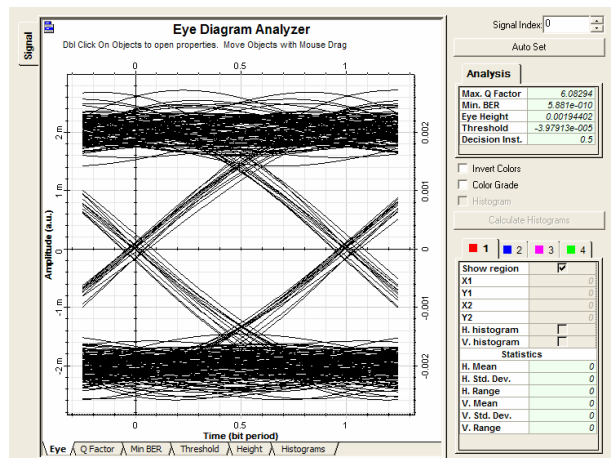 Signal
Eye Diagram Analyzer
Dbl Click On Objects to open properties. Move Objects with Mouse Drag
0 0.5 1
Amplitude (a.u.)
2 m
1 m
0
-1 m
-2 m
0.002
0.001
0
-0.001
-0.002
0 0.5 1
Time (bit period)
Eye Q Factor Min BER Threshold Height Histograms
Signal Index: 0
Auto Set
Analysis
Max. Q Factor 6.08294
Min. BER 5.881e-010
Eye Height 0.00194402
Threshold -3.97913e-005
Decision Inst. 0.5
Invert Colors
Color Grade
Histogram
Calculate Histograms
1 2 3 4
Show region
X1 0
Y1 0
X2 0
Y2 0
H. histogram
V. histogram
Statistics
H. Mean 0
H. Std. Dev. 0
H. Range 0
V. Mean 0
V. Std. Dev. 0
V. Range 0